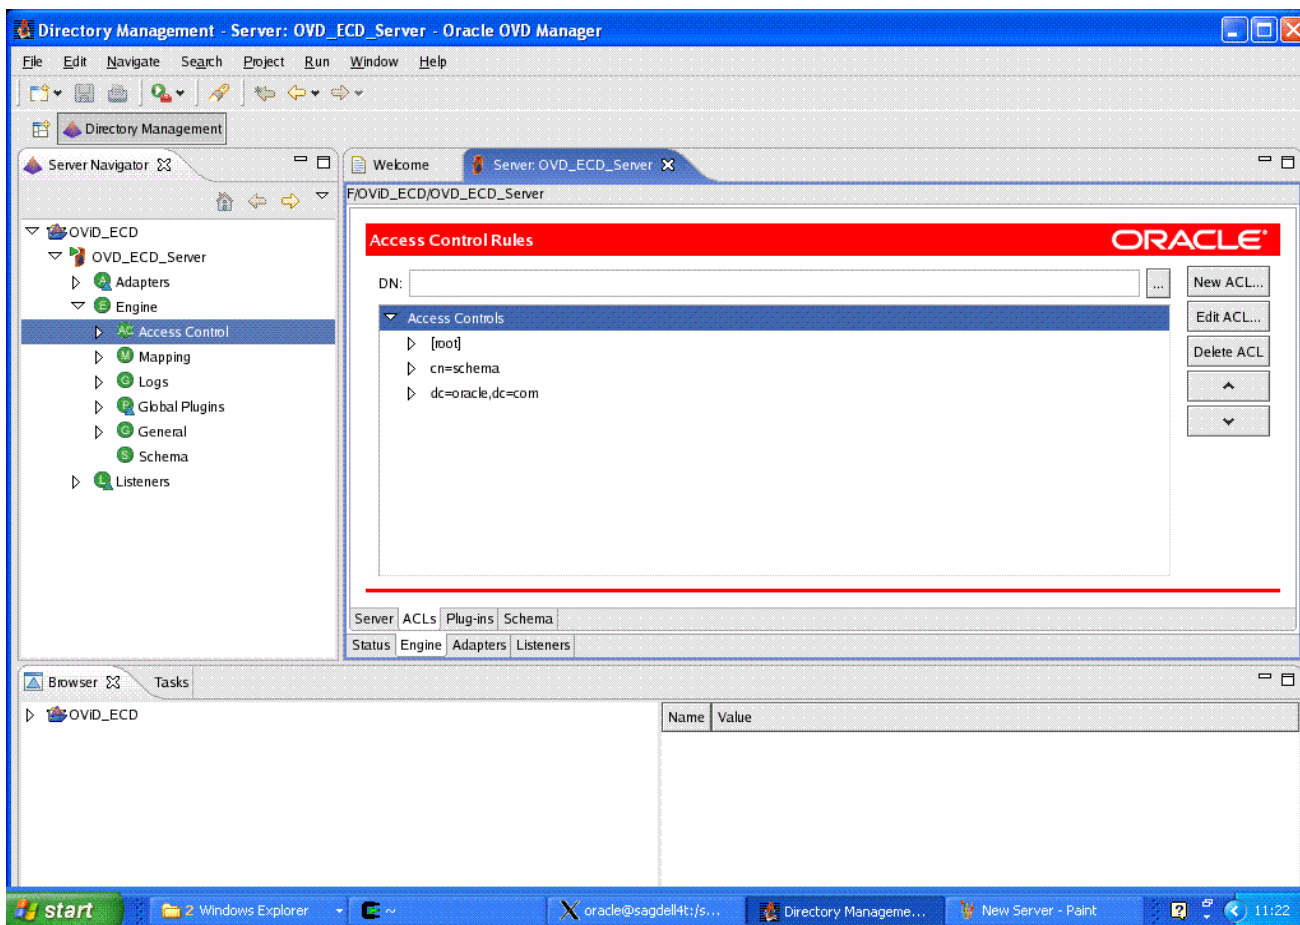 Directory Management - Server: OVD_ECD_Server - Oracle OVD Manager
File Edit Navigate Search Project Run Window Help
Directory Management
Server Navigator
Welcome Server: OVD_ECD_Server
F/OViD_ECD/OVD_ECD_Server
OViD_ECD
OVD_ECD_Server
Adapters
Engine
Access Control
Mapping
Logs
Global Plugins
General
Schema
Listeners
Access Control Rules ORACLE
DN: ... New ACL...
Access Controls Edit ACL...
[root]
cn=schema Delete ACL
dc=oracle,dc=com
Server ACLs Plug-ins Schema
Status Engine Adapters Listeners
Browser Tasks
OViD_ECD
Name Value
start 2 Windows Explorer ~ oracle@sagdell4t:/s... Directory Manageme... New Server - Paint 11:22